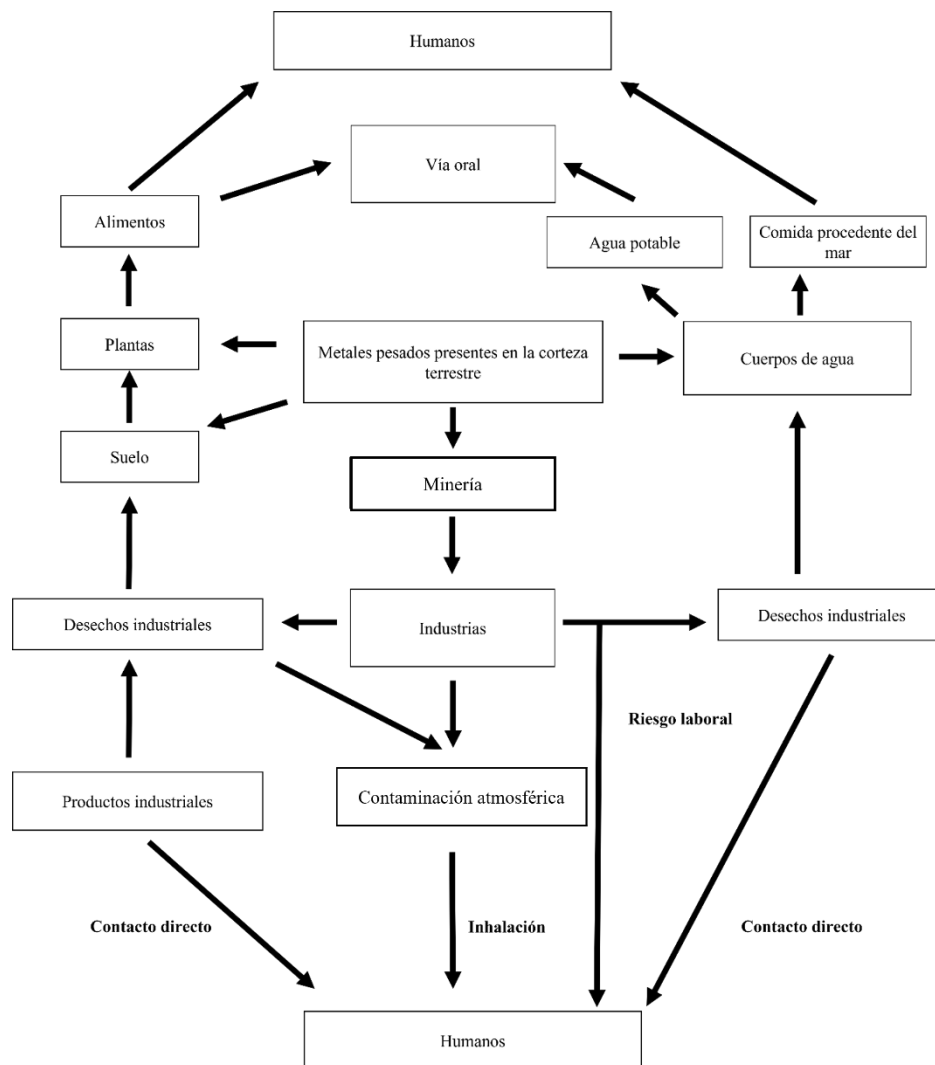 Humanos
Vía oral
Alimentos
Agua potable
Comida procedente del
mar
Plantas
Metales pesados presentes en la corteza
terrestre
Cuerpos de agua
Suelo
Minería
Desechos industriales
Industrias
Desechos industriales
Riesgo laboral
Productos industriales
Contaminación atmosférica
Contacto directo
Inhalación
Contacto directo
Humanos